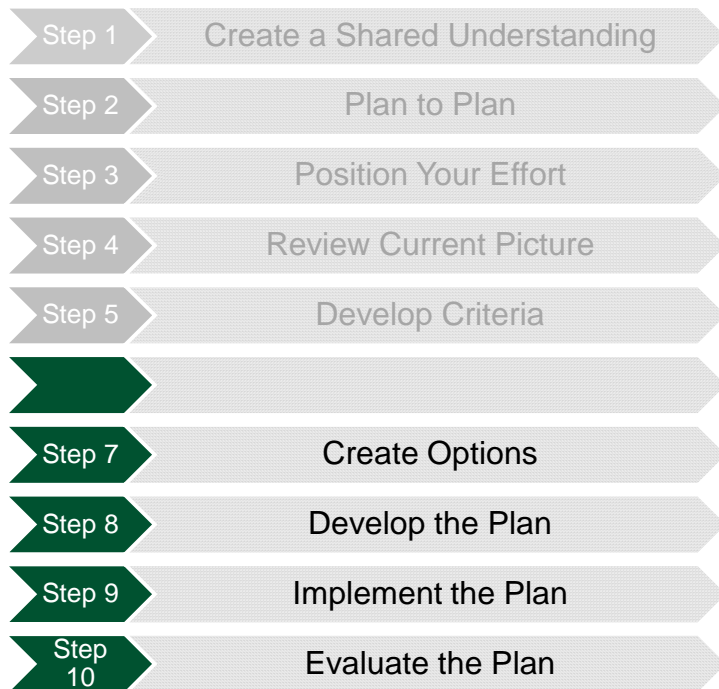 Step 1
Create a Shared Understanding
Step 2
Plan to Plan
Step 3
Position Your Effort
Step 4
Review Current Picture
Step 5
Develop Criteria
Step 7
Create Options
Step 8
Develop the Plan
Step 9
Implement the Plan
Step
10
Evaluate the Plan